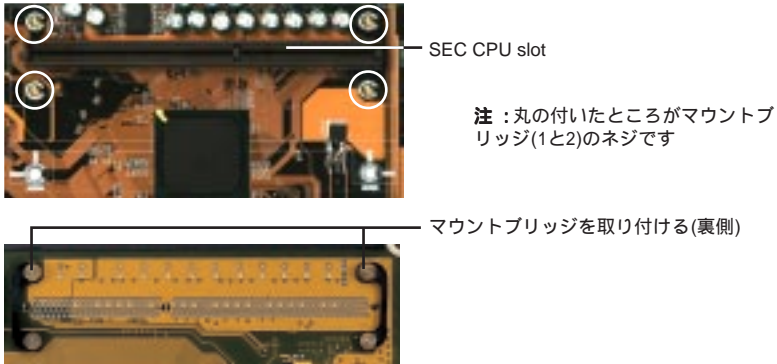 SEC CPU slot
注 :丸の付いたところがマウントブ
リッジ(1と2)のネジです
マウントブリッジを取り付ける(裏側)